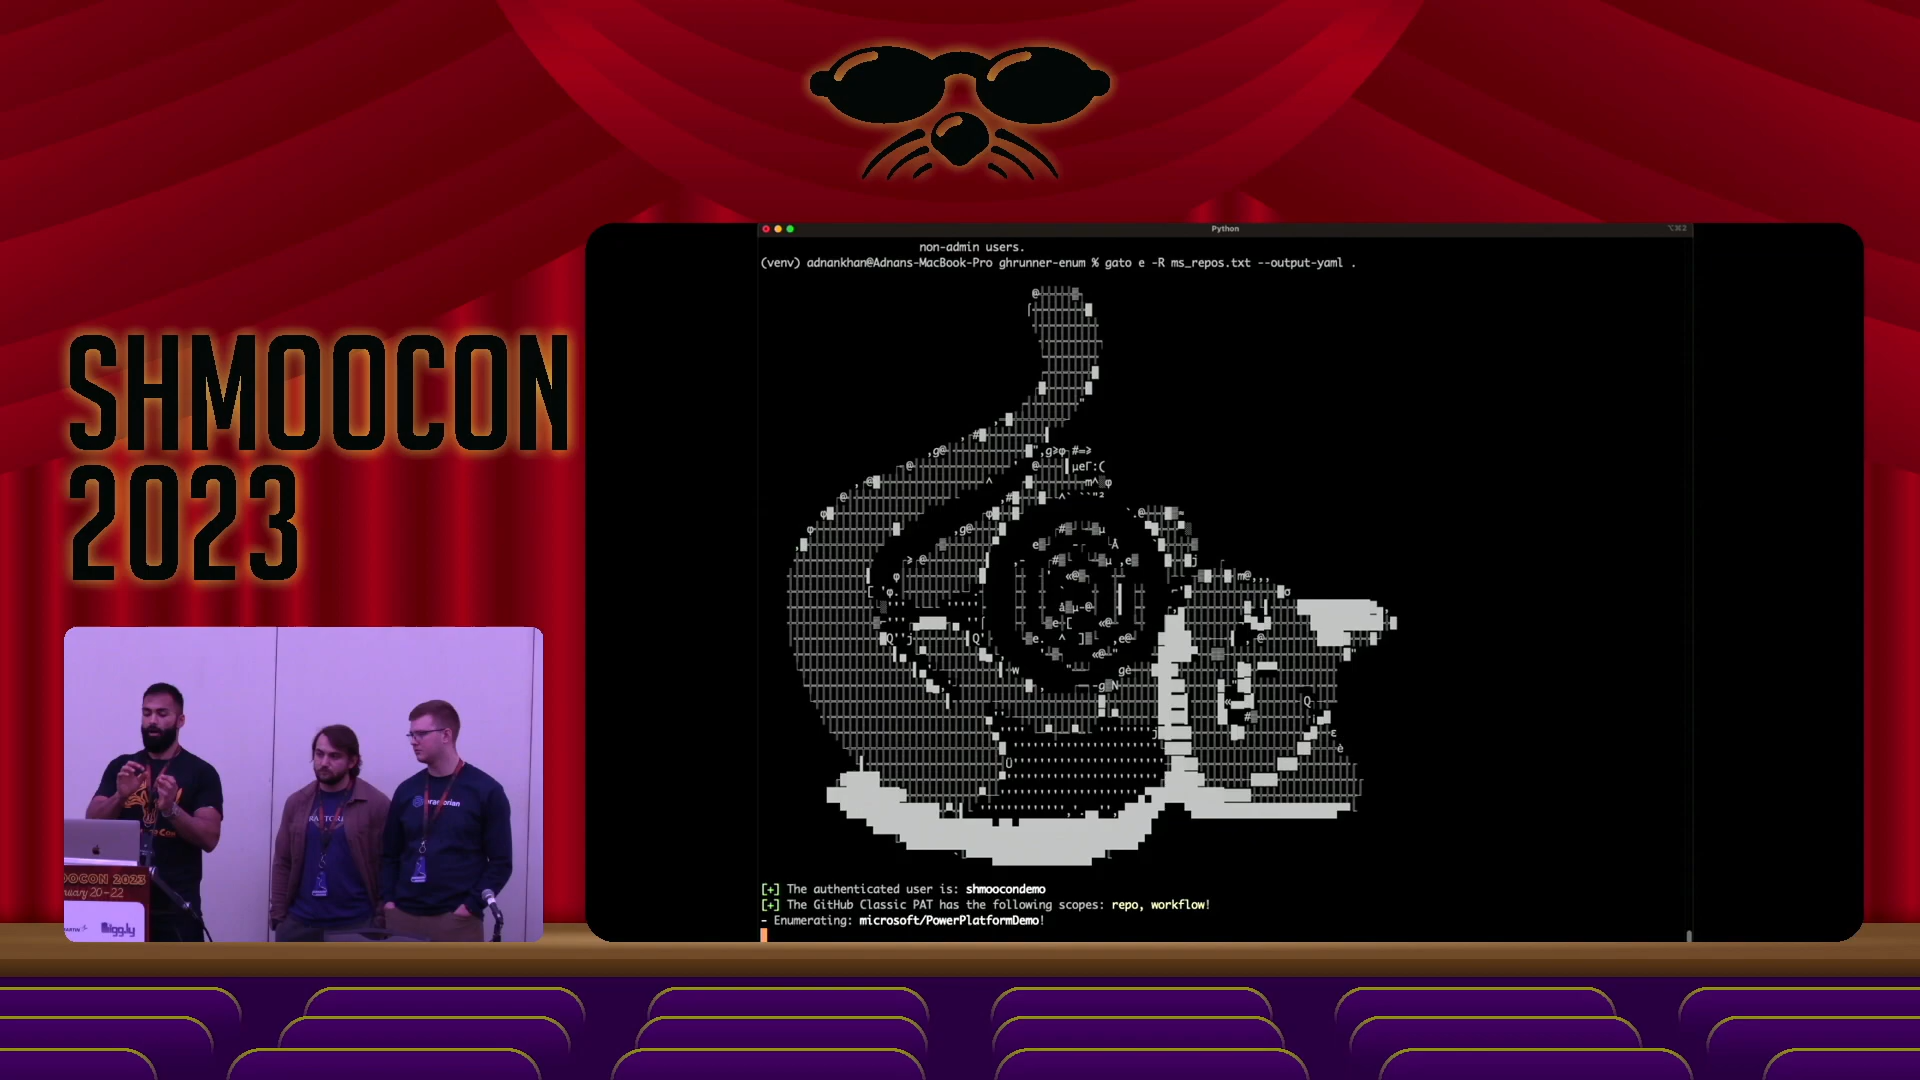 SHMOOCON
2023
Python
non-admin users.
(venv) adnankhan@Adnans-MacBook-Pro ghrunner-enum % gato e -R ms_repos.txt --output-yaml .
[+] The authenticated user is: shmoocondemo
[+] The GitHub Classic PAT has the following scopes: repo, workflow!
- Enumerating: microsoft/PowerPlatformDemo!